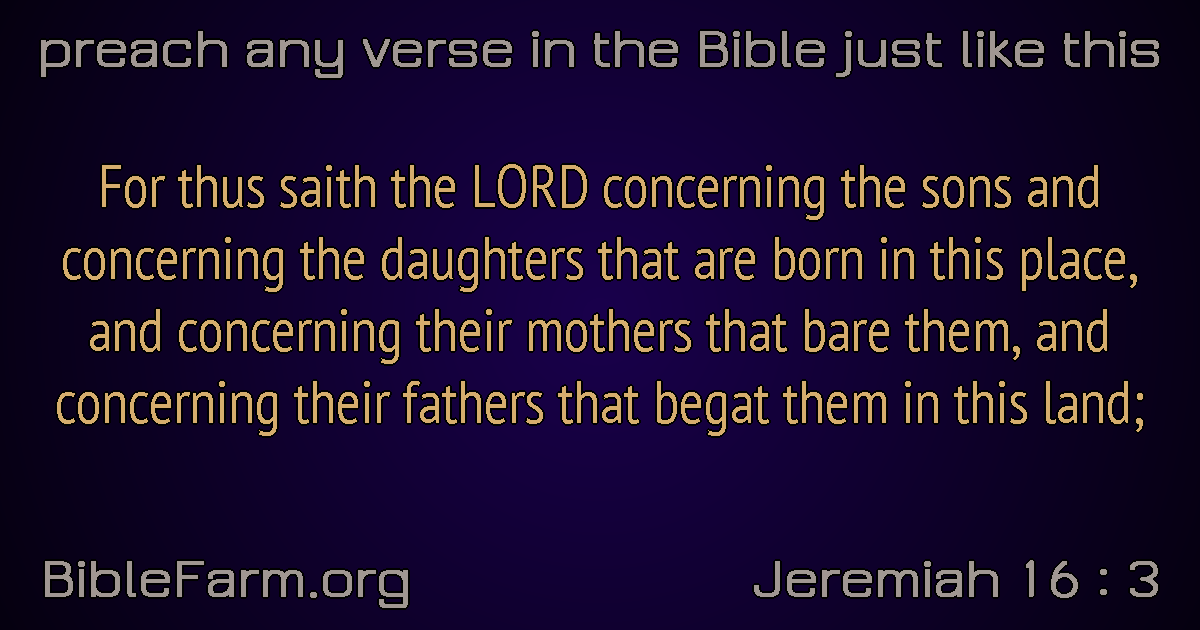 preach any verse in the Bible just like this
For thus saith the LORD concerning the sons and
concerning the daughters that are born in this place,
and concerning their mothers that bare them, and
concerning their fathers that begat them in this land;
BibleFarm.org
Jeremiah 16 : 3